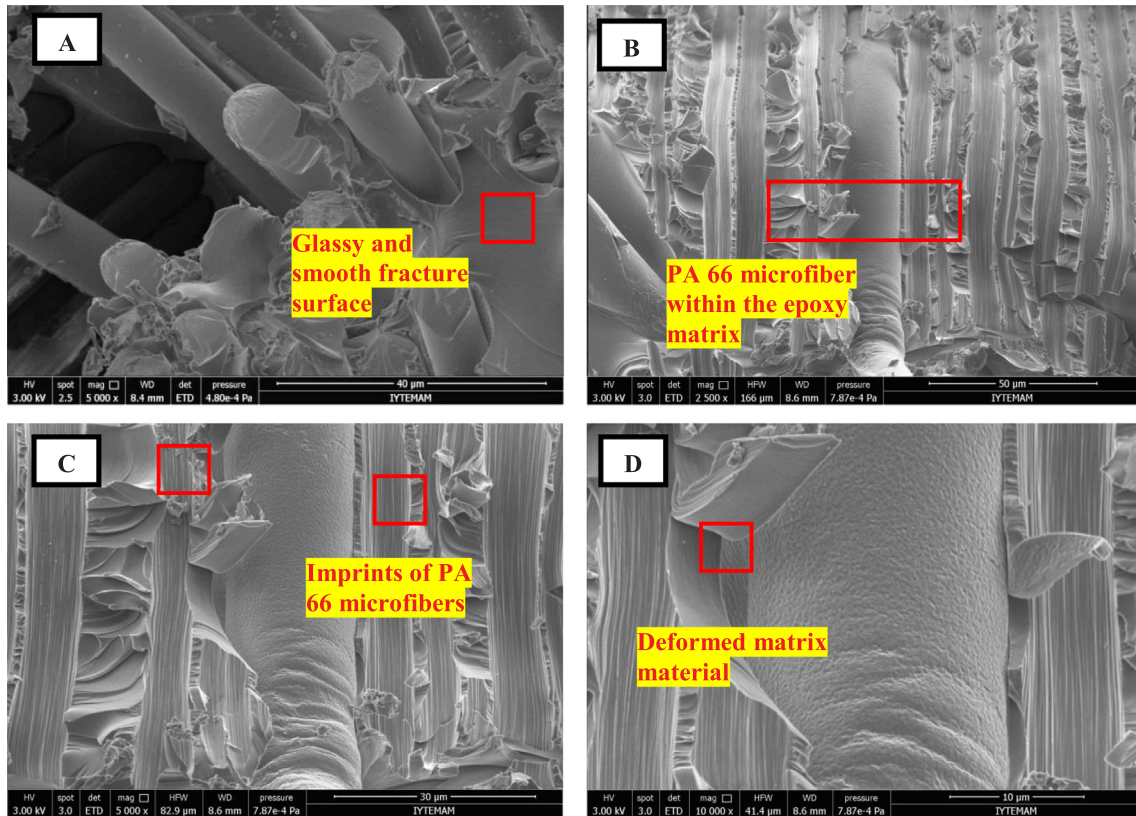 A
Glassy and
smooth fracture
surface
HV spot mag WD det pressure 40 µm
3.00 kV 2.5 5 000 x 8.4 mm ETD 4.80e-4 Pa IYTEMAM
B
PA 66 microfiber
within the epoxy
matrix
HV spot det mag HFW WD pressure 50 µm
3.00 kV 3.0 ETD 2 500 x 166 µm 8.6 mm 7.87e-4 Pa IYTEMAM
C
Imprints of PA
66 microfibers
HV spot det mag HFW WD pressure 30 µm
3.00 kV 3.0 ETD 5 000 x 82.9 µm 8.6 mm 7.87e-4 Pa IYTEMAM
D
Deformed matrix
material
HV spot det mag HFW WD pressure 10 µm
3.00 kV 3.0 ETD 10 000 x 41.4 µm 8.6 mm 7.87e-4 Pa IYTEMAM